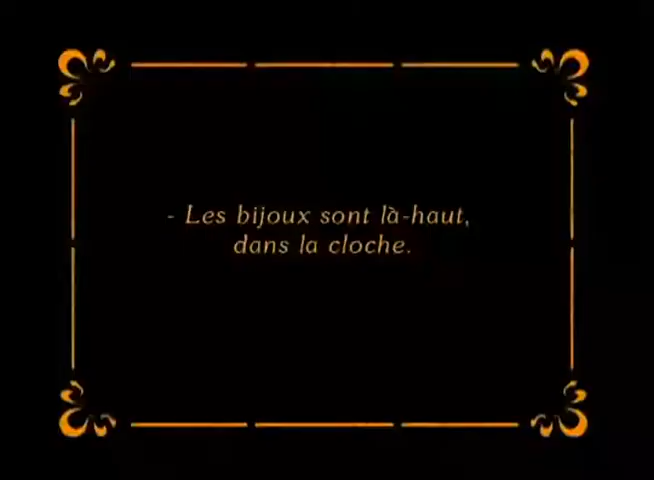 - Les bijoux sont là-haut,
dans la cloche.